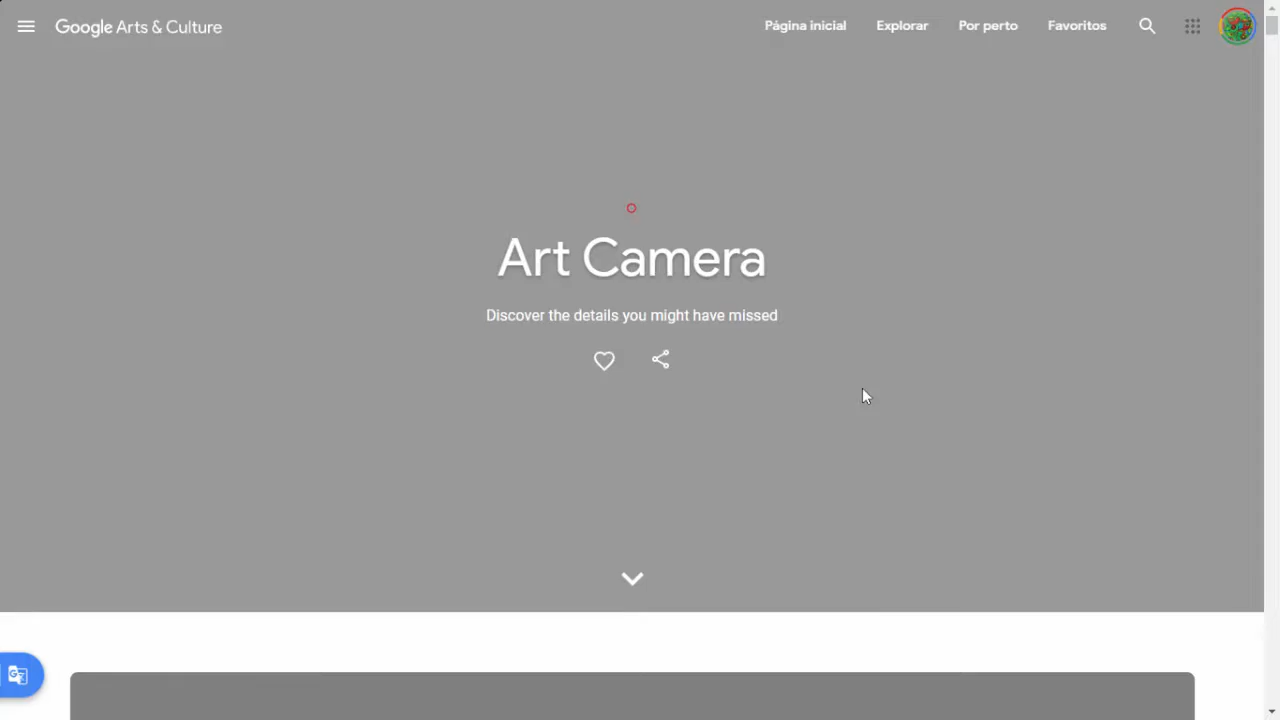 Google Arts & Culture
Página inicial
Explorar
Por perto
Favoritos
Art Camera
Discover the details you might have missed